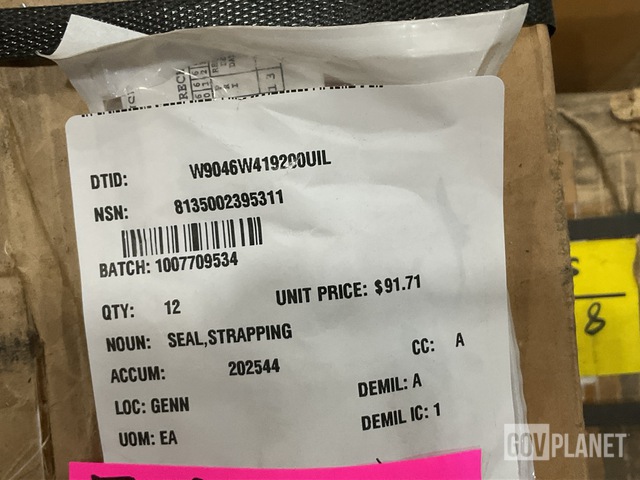 DTID: W9046W419200UIL
NSN: 8135002395311
BATCH: 1007709534
QTY: 12 UNIT PRICE: $91.71
NOUN: SEAL,STRAPPING
CC: A
ACCUM: 202544
DEMIL: A
LOC: GENN
DEMIL IC: 1
UOM: EA
8
GOVPLANET